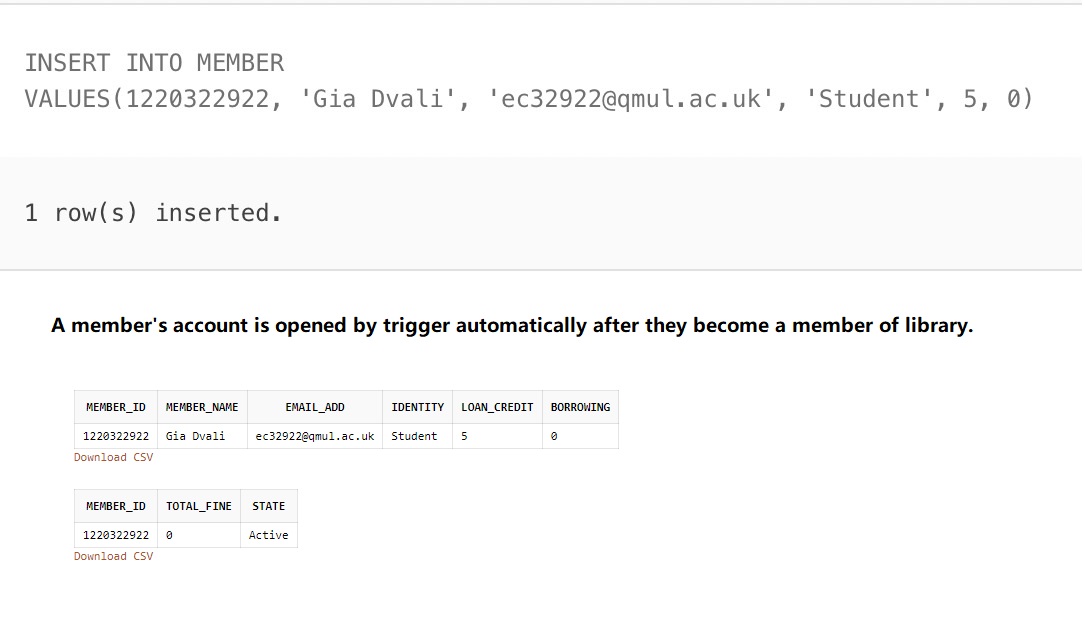 INSERT INTO MEMBER
VALUES(1220322922, 'Gia Dvali', 'ec32922@qmul.ac.uk', 'Student', 5, 0)
1 row(s) inserted.
A member's account is opened by trigger automatically after they become a member of library.
MEMBER_ID MEMBER_NAME EMAIL_ADD IDENTITY LOAN_CREDIT BORROWING
1220322922 Gia Dvali ec32922@qmul.ac.uk Student 5 0
Download CSV
MEMBER_ID TOTAL_FINE STATE
1220322922 0 Active
Download CSV